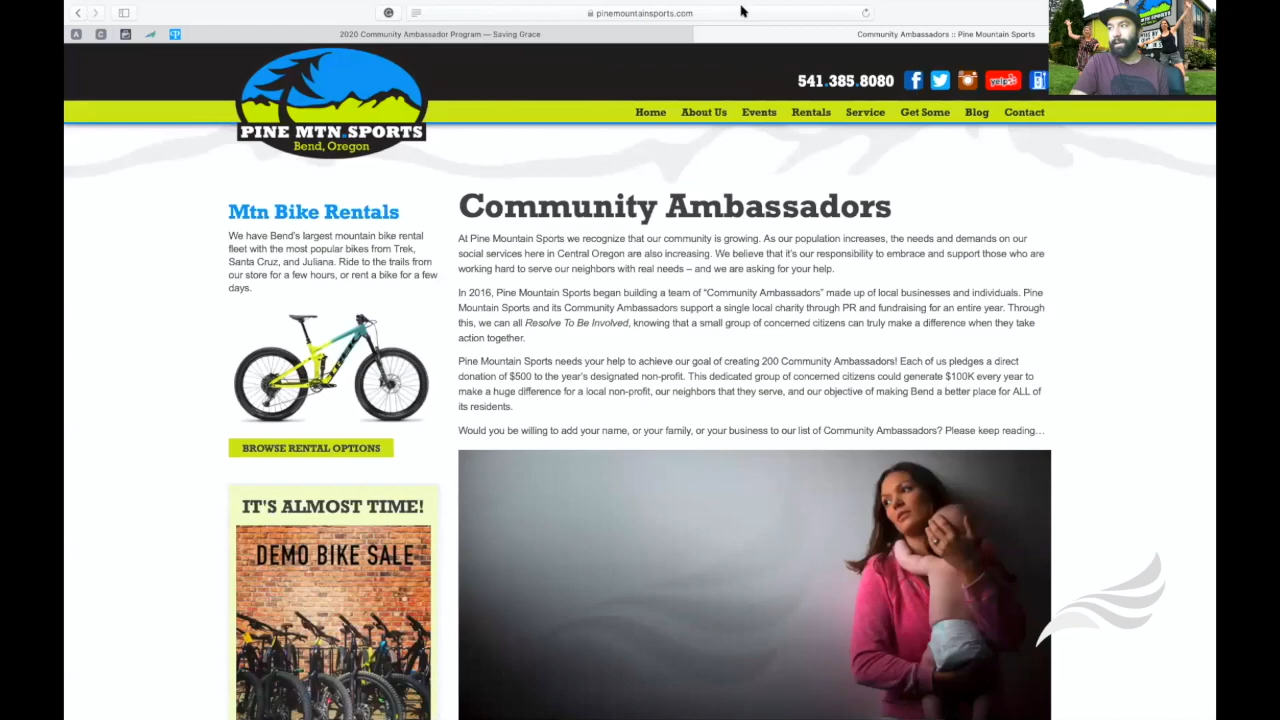 pinemountainsports.com
2020 Community Ambassador Program — Saving Grace
Community Ambassadors :: Pine Mountain Sports
541.385.8080
yelp
Home About Us Events Rentals Service Get Some Blog Contact
PINE MTN.SPORTS
Bend, Oregon
Mtn Bike Rentals
We have Bend's largest mountain bike rental
fleet with the most popular bikes from Trek,
Santa Cruz, and Juliana. Ride to the trails from
our store for a few hours, or rent a bike for a few
days.
TREK
BROWSE RENTAL OPTIONS
IT'S ALMOST TIME!
DEMO BIKE SALE
Community Ambassadors
At Pine Mountain Sports we recognize that our community is growing. As our population increases, the needs and demands on our
social services here in Central Oregon are also increasing. We believe that it's our responsibility to embrace and support those who are
working hard to serve our neighbors with real needs – and we are asking for your help.
In 2016, Pine Mountain Sports began building a team of “Community Ambassadors” made up of local businesses and individuals. Pine
Mountain Sports and its Community Ambassadors support a single local charity through PR and fundraising for an entire year. Through
this, we can all Resolve To Be Involved, knowing that a small group of concerned citizens can truly make a difference when they take
action together.
Pine Mountain Sports needs your help to achieve our goal of creating 200 Community Ambassadors! Each of us pledges a direct
donation of $500 to the year's designated non-profit. This dedicated group of concerned citizens could generate $100K every year to
make a huge difference for a local non-profit, our neighbors that they serve, and our objective of making Bend a better place for ALL of
its residents.
Would you be willing to add your name, or your family, or your business to our list of Community Ambassadors? Please keep reading…